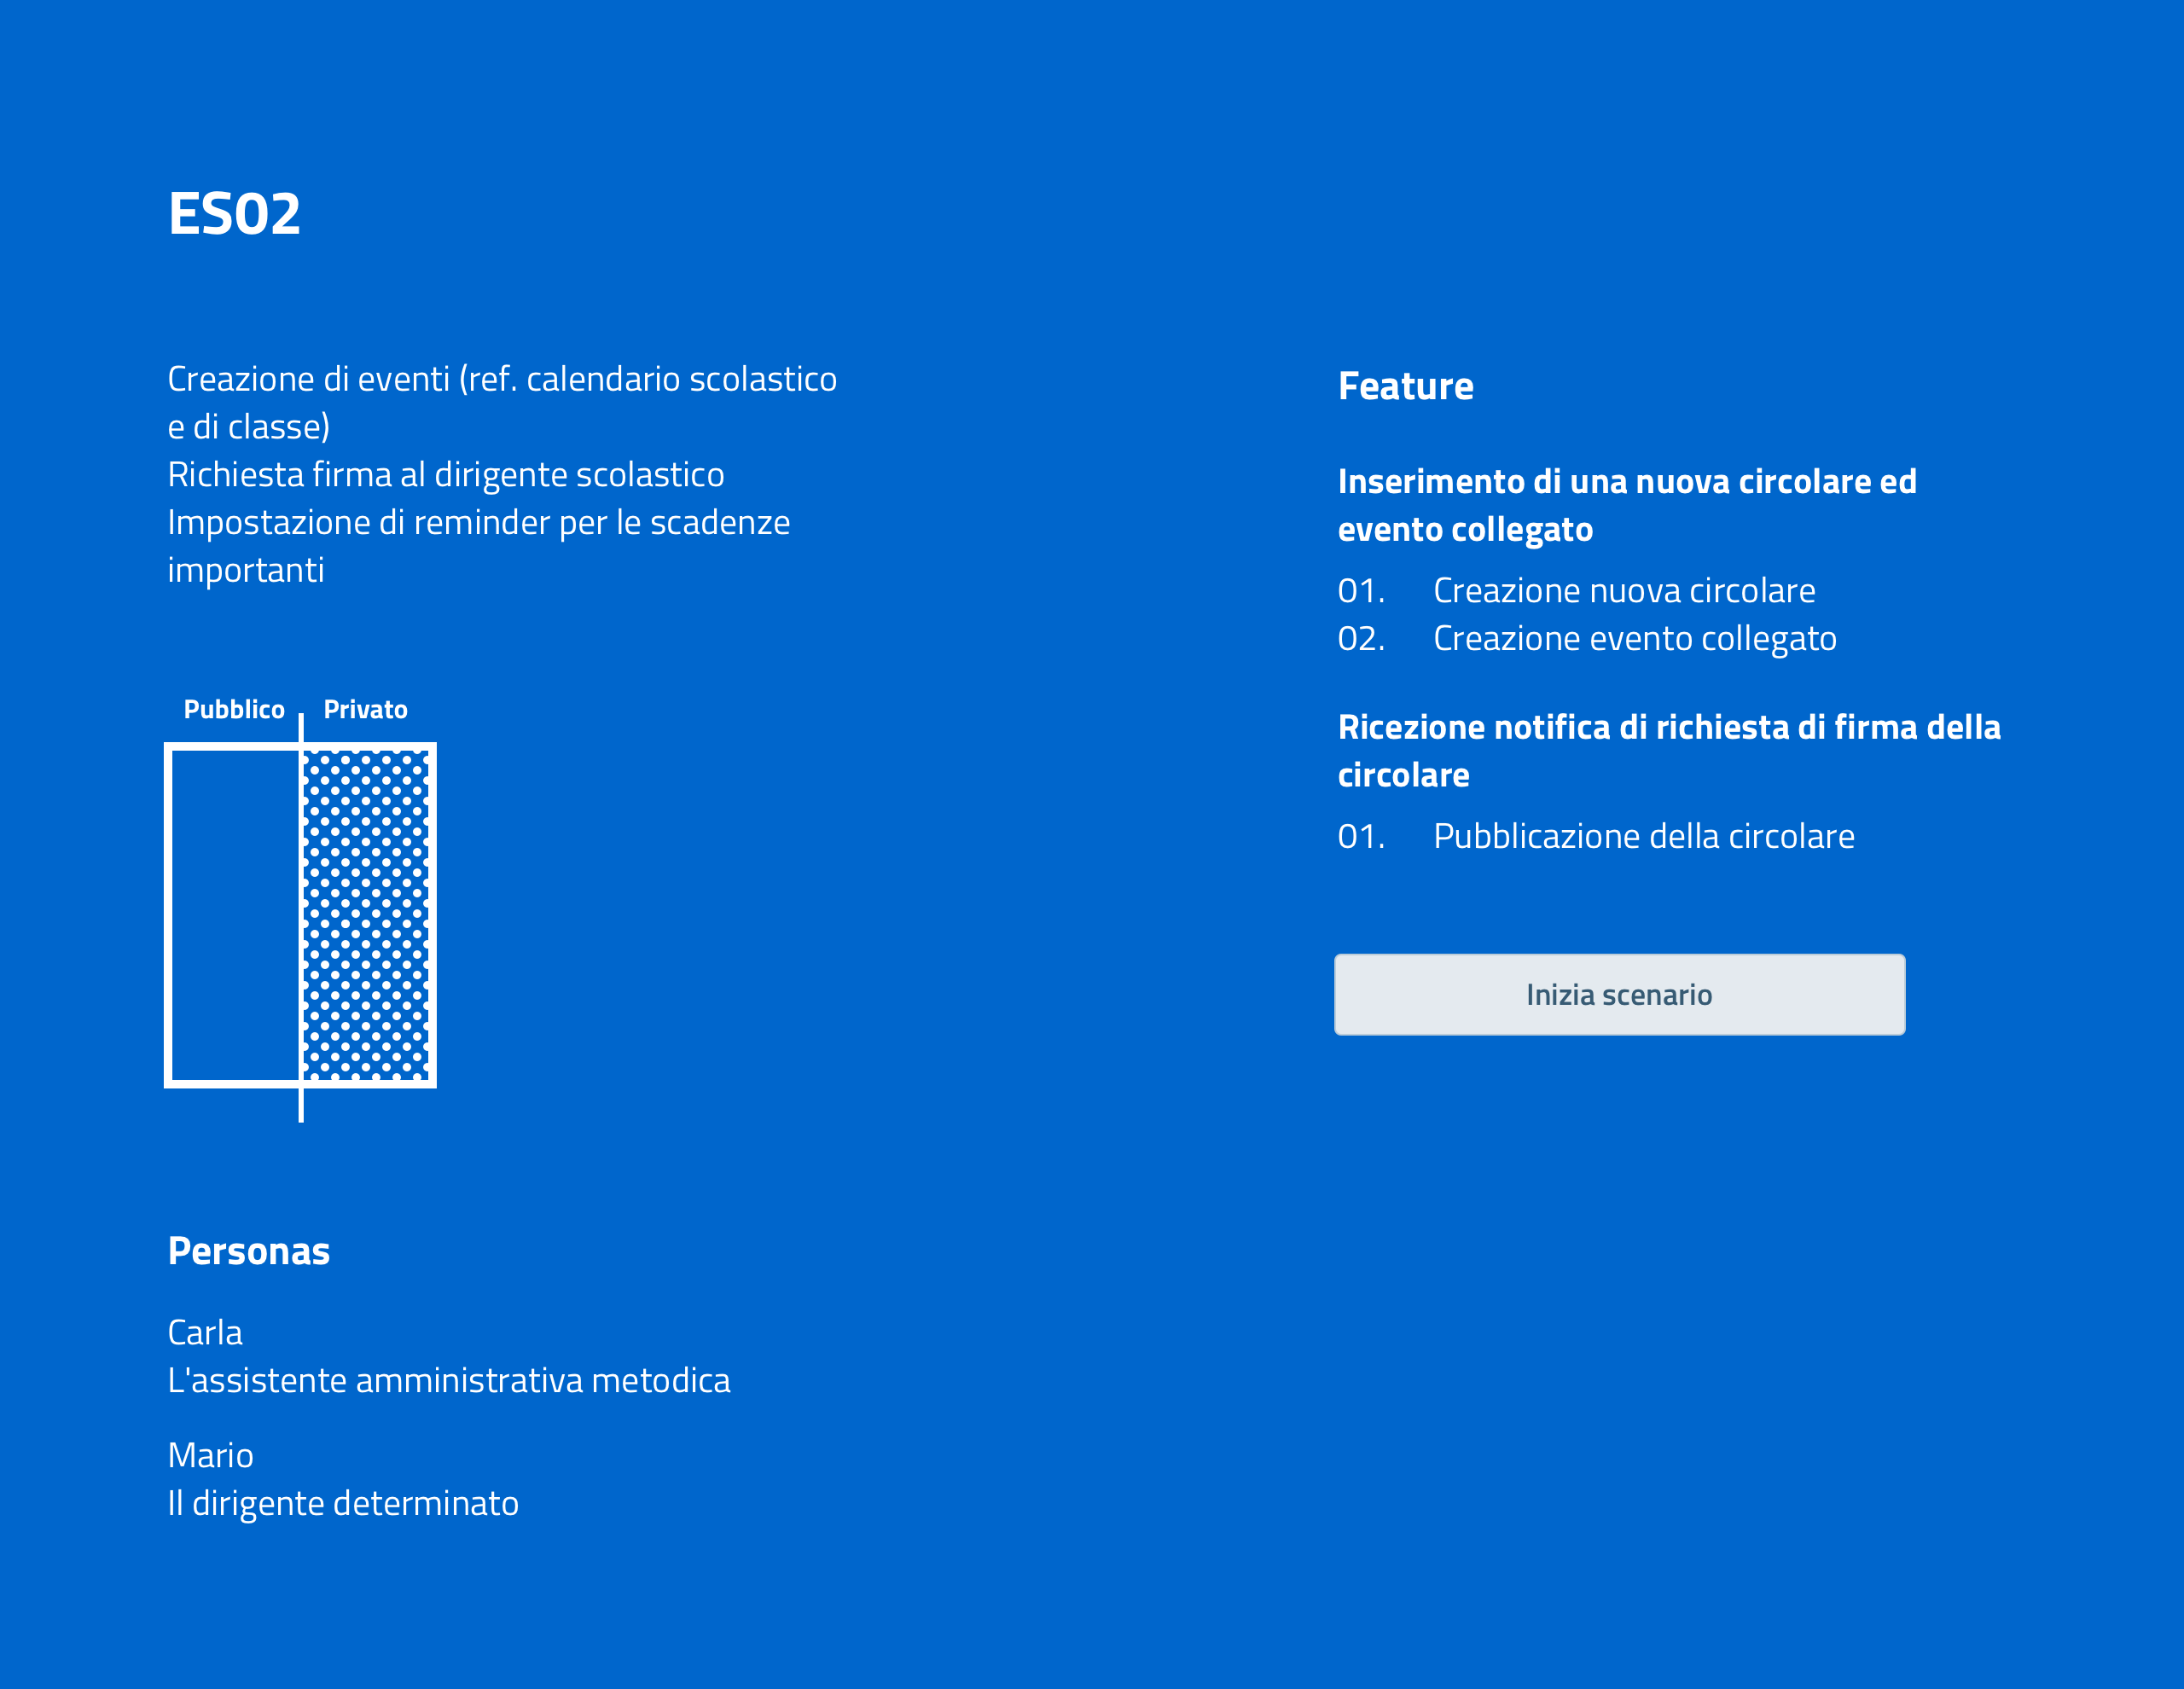 ES02
Creazione di eventi (ref. calendario scolastico
e di classe)
Richiesta firma al dirigente scolastico
Impostazione di reminder per le scadenze
importanti
Pubblico Privato
Personas
Carla
L'assistente amministrativa metodica
Mario
Il dirigente determinato
Feature
Inserimento di una nuova circolare ed
evento collegato
01. Creazione nuova circolare
02. Creazione evento collegato
Ricezione notifica di richiesta di firma della
circolare
01. Pubblicazione della circolare
Inizia scenario